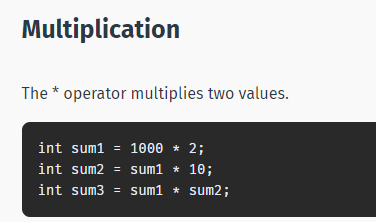 Multiplication
The * operator multiplies two values.
int sum1 = 1000 * 2;
int sum2 = sum1 * 10;
int sum3 = sum1 * sum2;